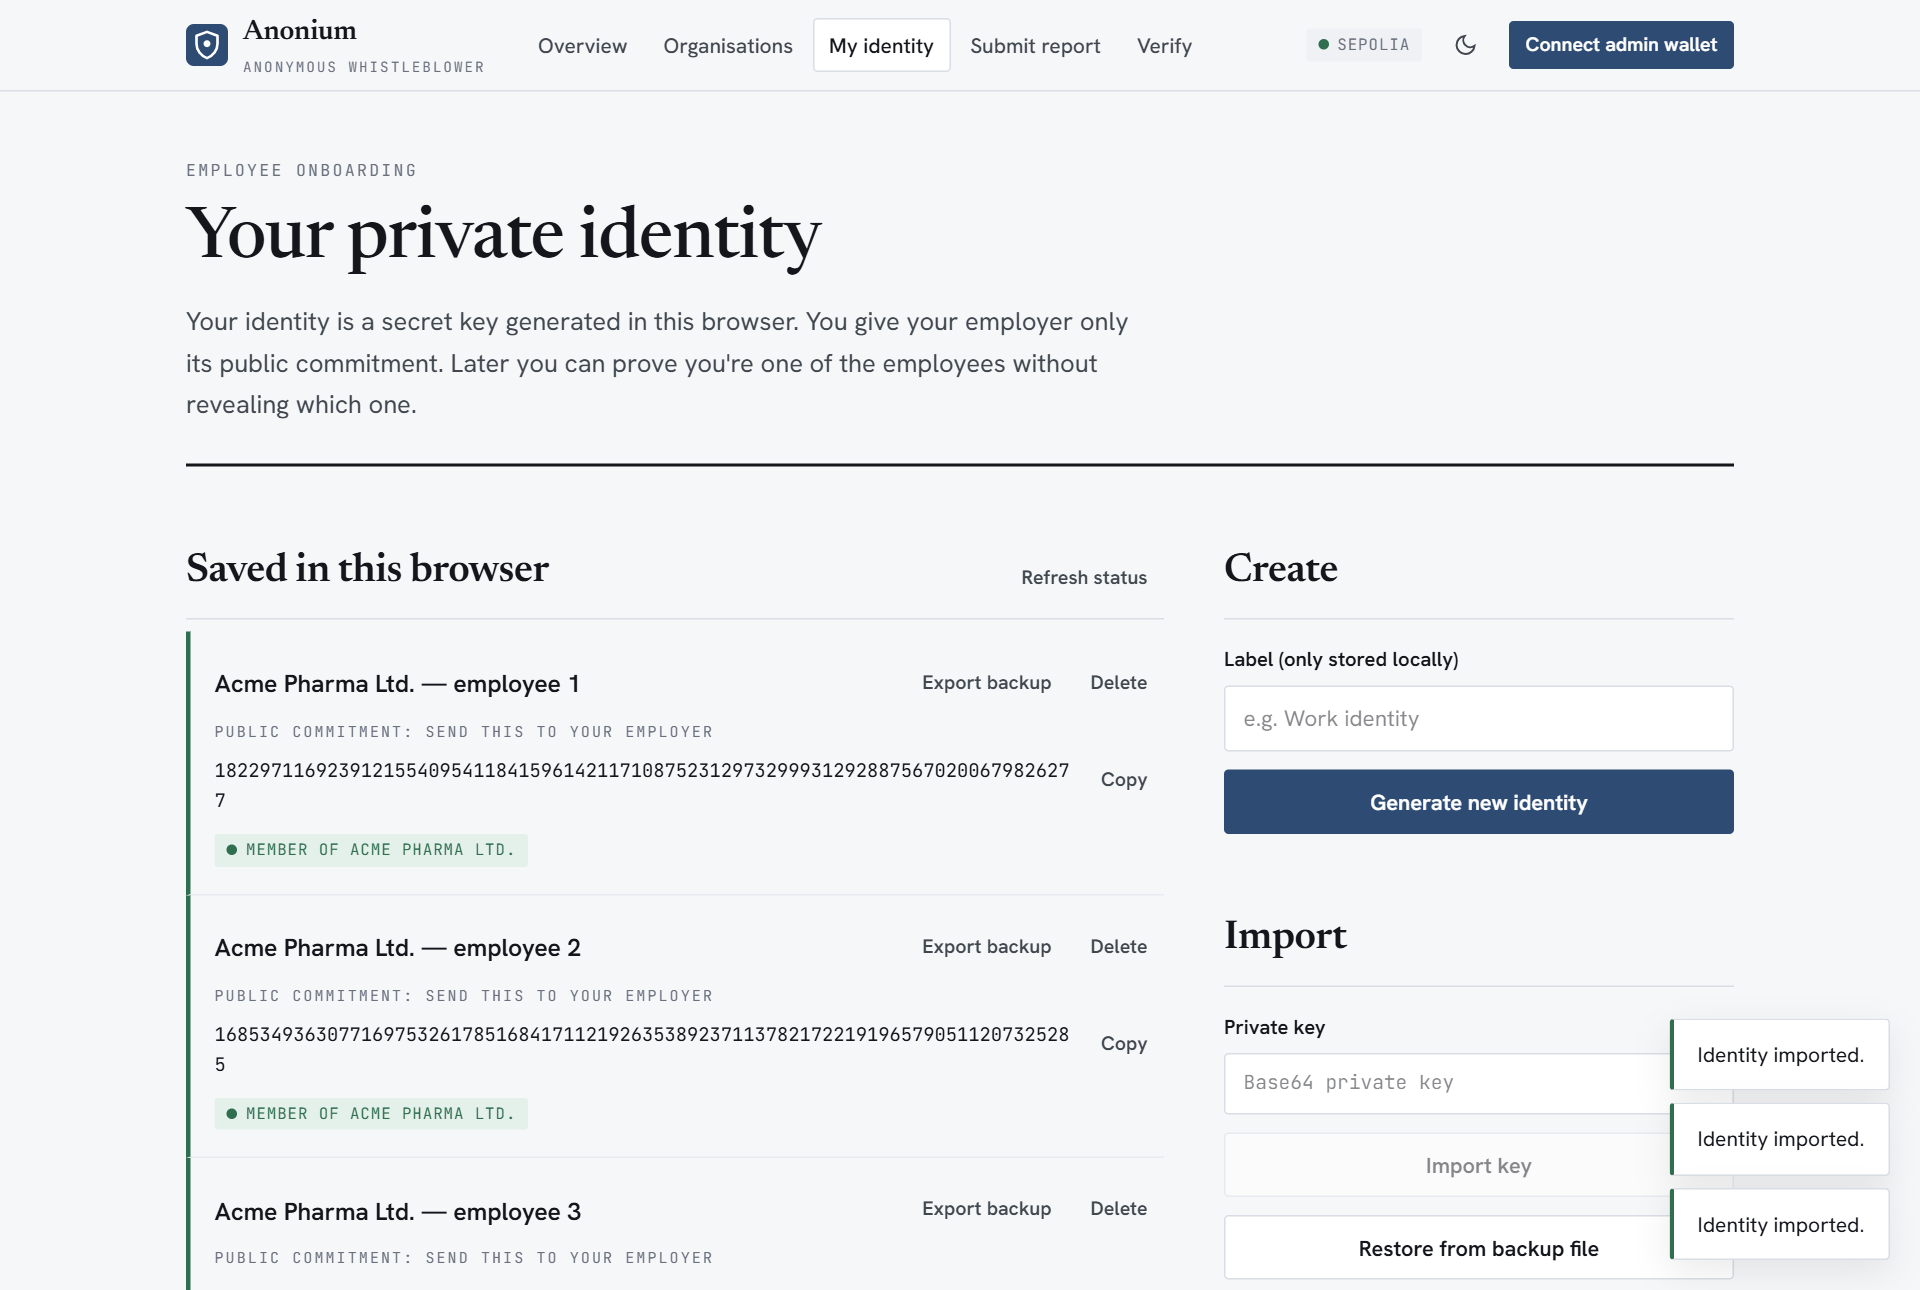 Anonium
ANONYMOUS WHISTLEBLOWER
Overview
Organisations
My identity
Submit report
Verify
SEPOLIA
Connect admin wallet
EMPLOYEE ONBOARDING
Your private identity
Your identity is a secret key generated in this browser. You give your employer only
its public commitment. Later you can prove you're one of the employees without
revealing which one.
Saved in this browser
Refresh status
Acme Pharma Ltd. — employee 1
Export backup
Delete
PUBLIC COMMITMENT: SEND THIS TO YOUR EMPLOYER
1822971169239121554095411841596142117108752312973299931292887567020067982627
7
Copy
MEMBER OF ACME PHARMA LTD.
Acme Pharma Ltd. — employee 2
Export backup
Delete
PUBLIC COMMITMENT: SEND THIS TO YOUR EMPLOYER
1685349363077169753261785168417112192635389237113782172219196579051120732528
5
Copy
MEMBER OF ACME PHARMA LTD.
Acme Pharma Ltd. — employee 3
Export backup
Delete
PUBLIC COMMITMENT: SEND THIS TO YOUR EMPLOYER
Create
Label (only stored locally)
e.g. Work identity
Generate new identity
Import
Private key
Base64 private key
Import key
Restore from backup file
Identity imported.
Identity imported.
Identity imported.